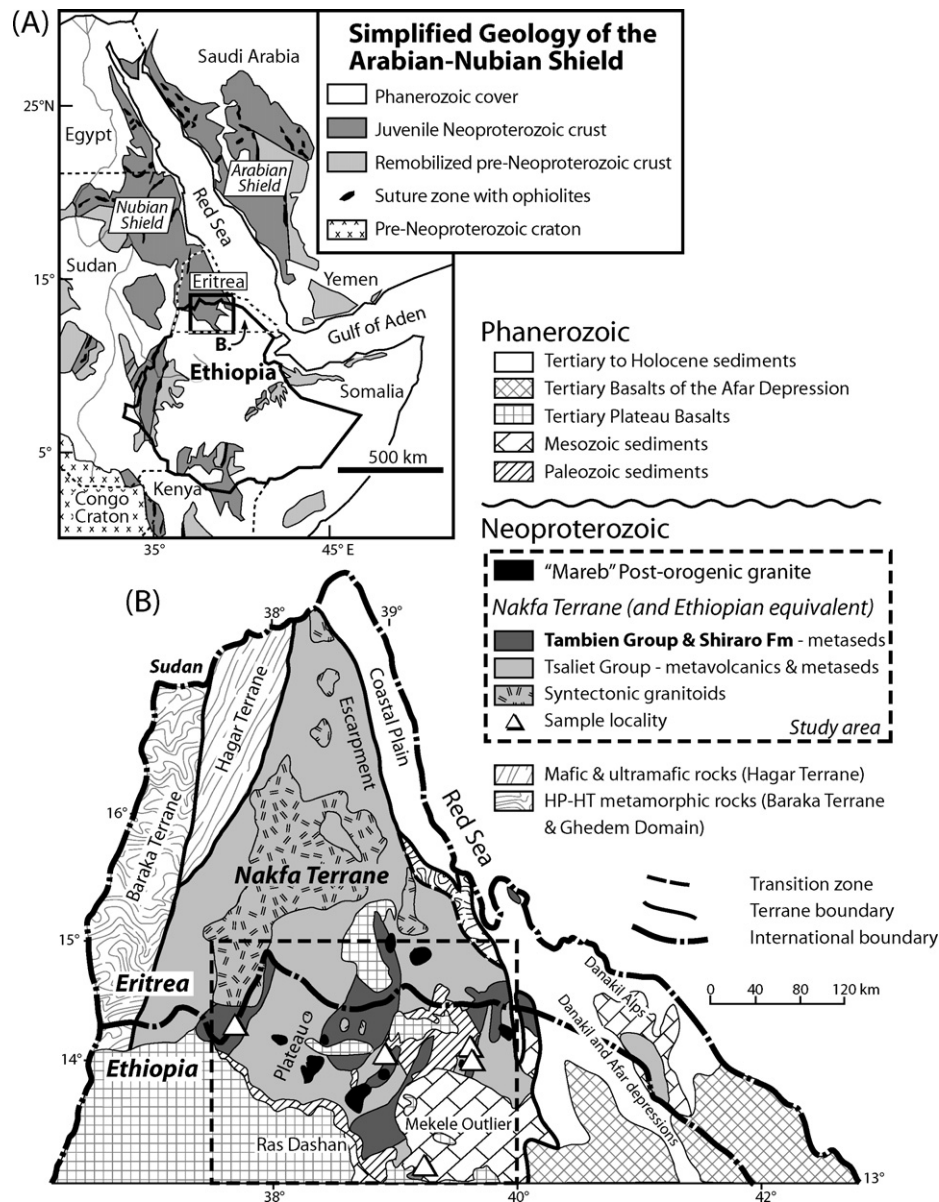 (A)
Simplified Geology of the
Arabian-Nubian Shield
Phanerozoic cover
Juvenile Neoproterozoic crust
Remobilized pre-Neoproterozoic crust
Suture zone with ophiolites
Pre-Neoproterozoic craton
Saudi Arabia
25°N
Egypt
Arabian
Shield
Nubian
Shield
Red Sea
Sudan
15°
Yemen
Eritrea
Gulf of Aden
B.
Ethiopia
Somalia
5°
500 km
Kenya
Congo
Craton
35°
45° E
Phanerozoic
Tertiary to Holocene sediments
Tertiary Basalts of the Afar Depression
Tertiary Plateau Basalts
Mesozoic sediments
Paleozoic sediments
Neoproterozoic
"Mareb" Post-orogenic granite
Nakfa Terrane (and Ethiopian equivalent)
Tambien Group & Shiraro Fm - metaseds
Tsaliet Group - metavolcanics & metaseds
Syntectonic granitoids
Sample locality
Study area
Mafic & ultramafic rocks (Hagar Terrane)
HP-HT metamorphic rocks (Baraka Terrane
& Ghedem Domain)
Transition zone
Terrane boundary
International boundary
0 40 80 120 km
(B)
38°
39°
Sudan
Hagar Terrane
Escarpment
Coastal Plain
16°
Baraka Terrane
Red Sea
Nakfa Terrane
15°
Eritrea
Danakil Alps
Plateau
Danakil and Afar depressions
14°
Ethiopia
Mekele Outlier
Ras Dashan
13°
38°
40°
42°